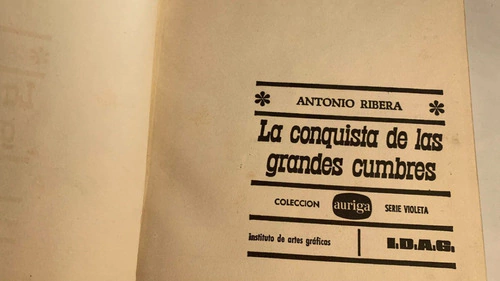 * ANTONIO RIBERA *
La conquista de las
grandes cumbres
COLECCION auriga SERIE VIOLETA
Instituto de artes gráficas I.D.A.G.